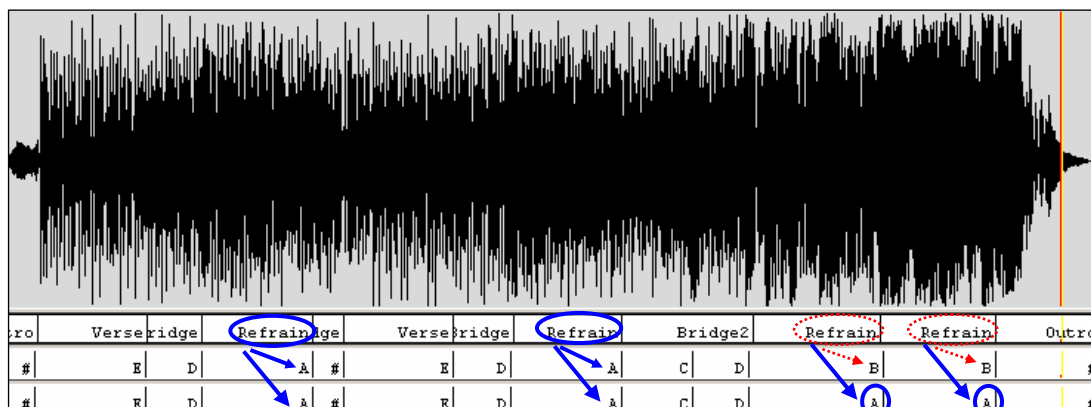 tro Verse ridge Refrain dge Verse Bridge Refrain Bridge2 Refrain Refrain Outro
# E D A # E D A C D B B #
# E D A # E D A C D A A #